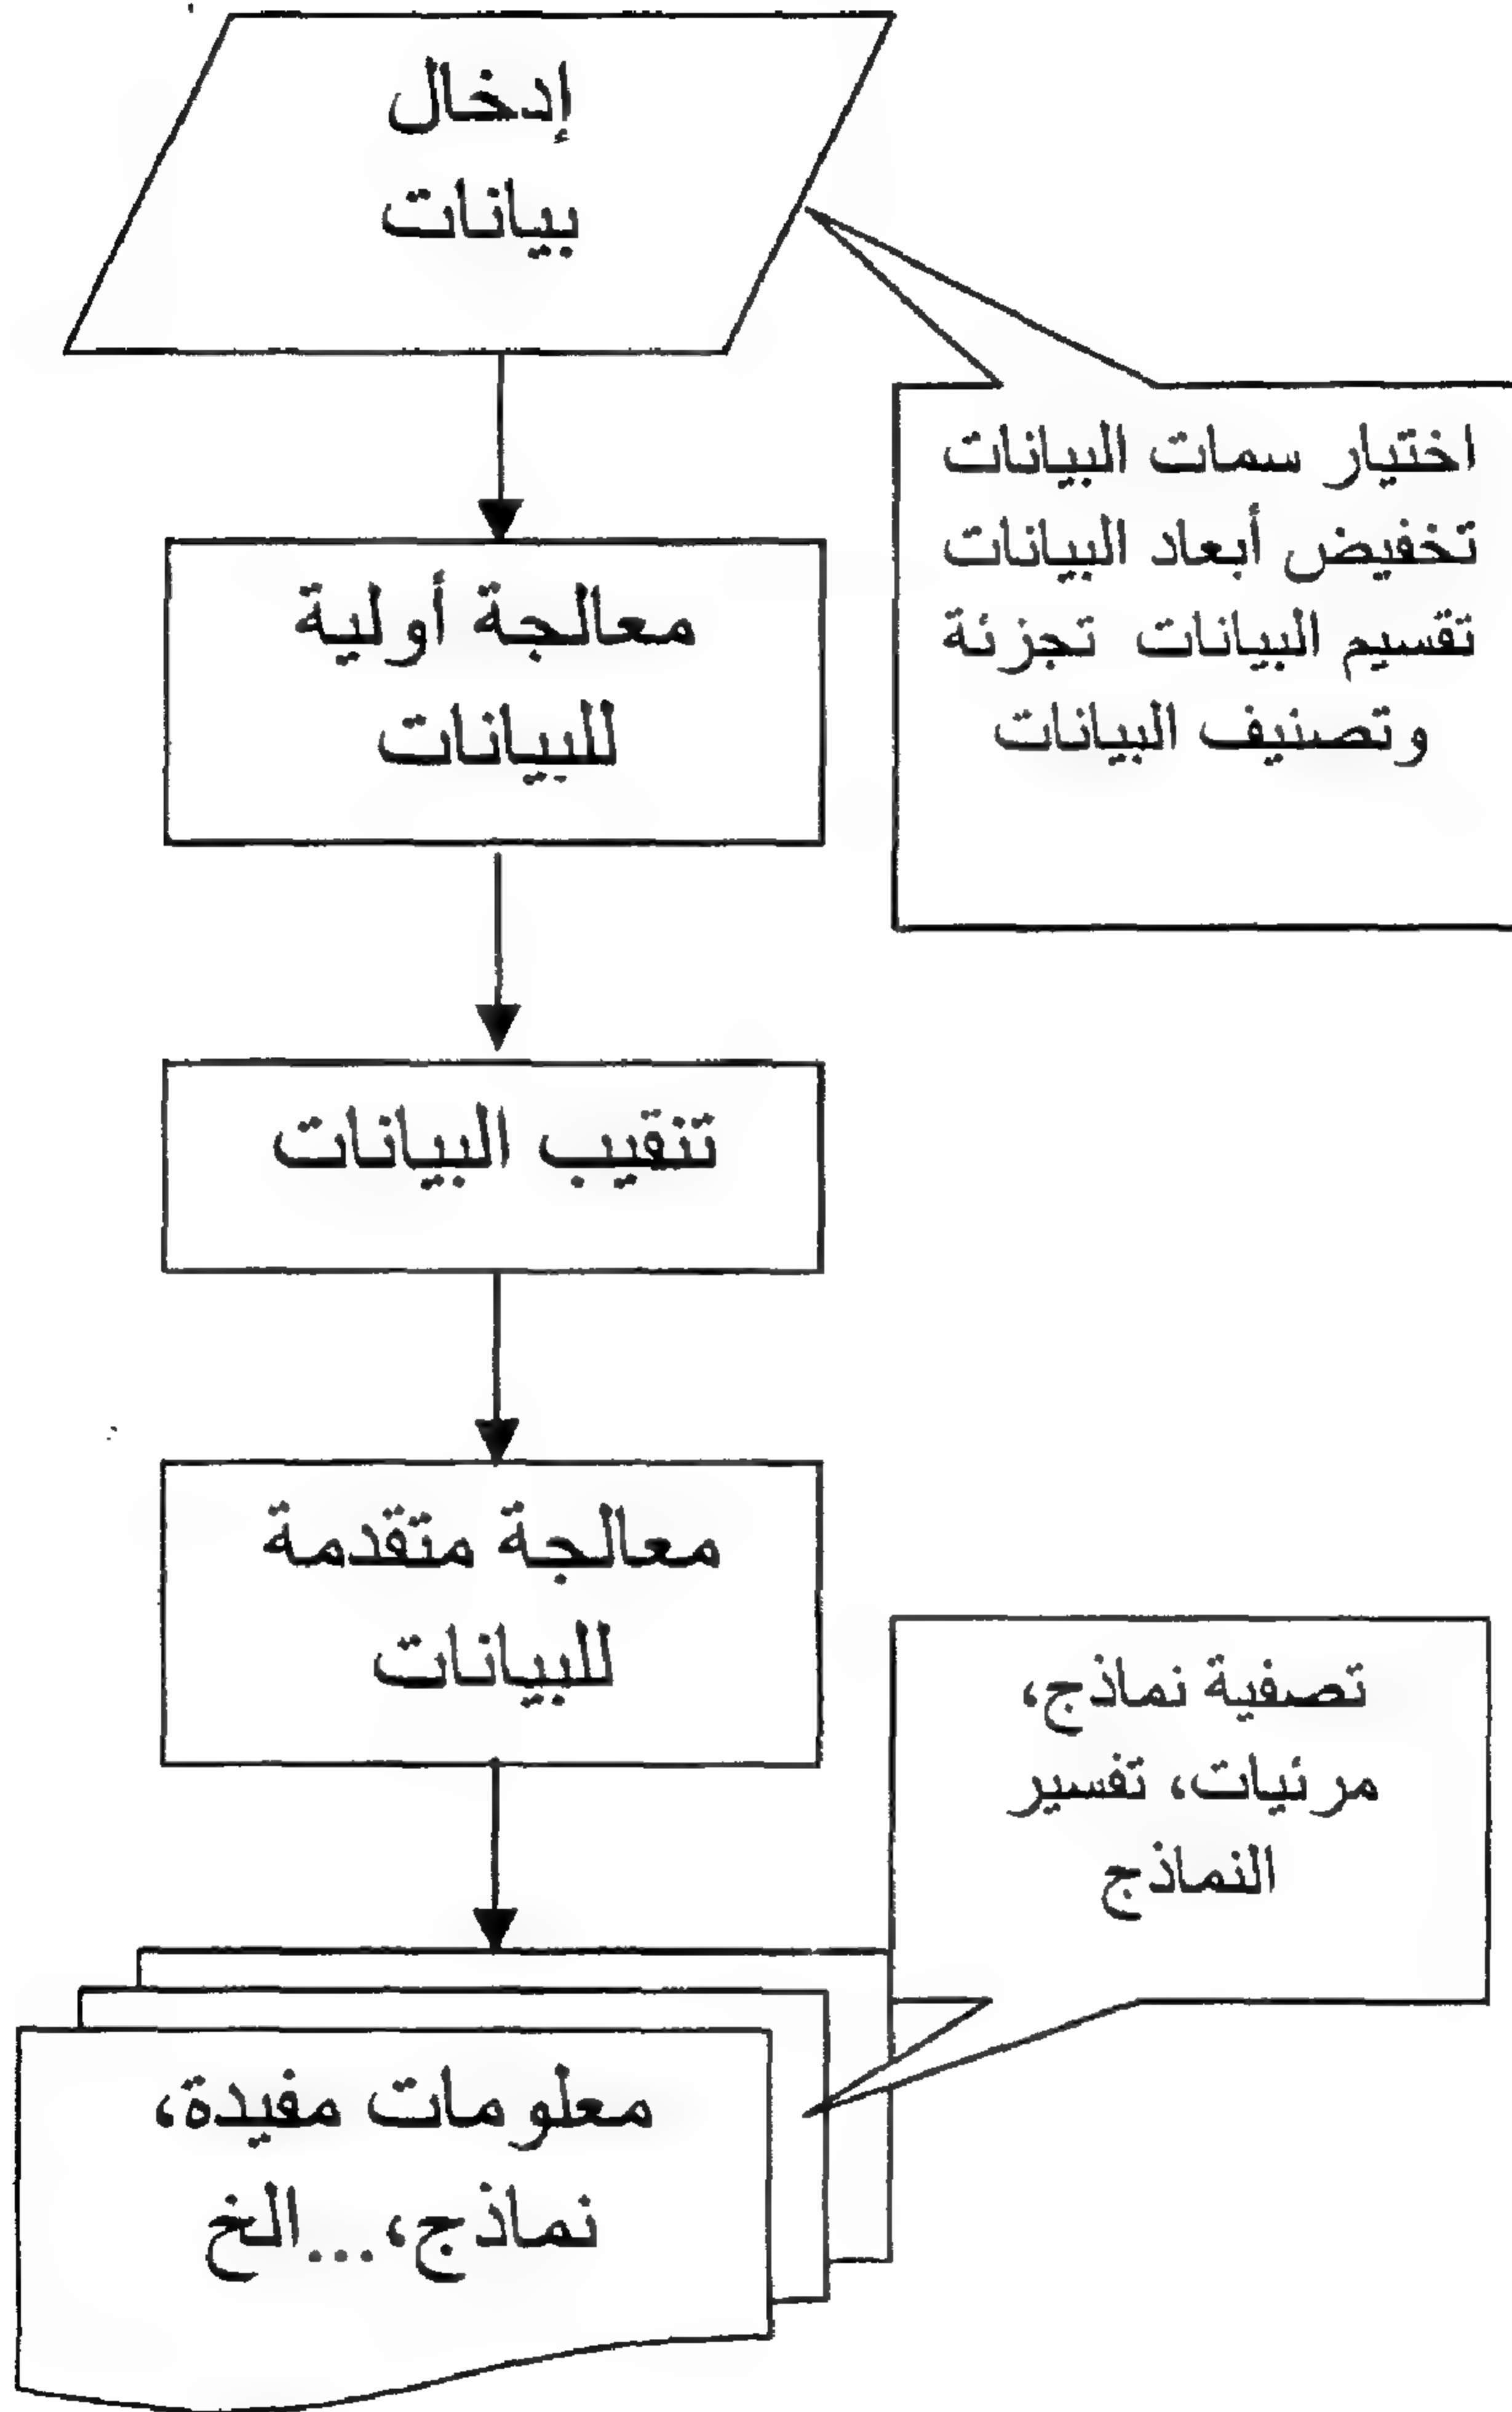 إدخال
بيانات
اختيار سمات البيانات
تخفيض أبعاد البيانات
تقسيم البيانات تجزئة
وتصنيف البيانات
معالجة أولية
للبيانات
تنقيب البيانات
معالجة متقدمة
للبيانات
تصفية نماذج،
مرئيات، تفسير
النماذج
معلومات مفيدة،
نماذج،...الخ